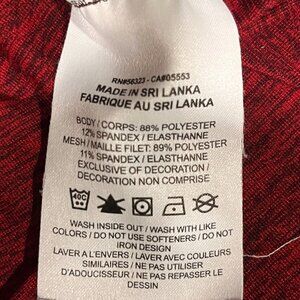 RN#56323 - CA#05553
MADE IN SRI LANKA
FABRIQUE AU SRI LANKA
BODY / CORPS: 88% POLYESTER
12% SPANDEX / ELASTHANNE
MESH / MAILLE FILET: 89% POLYESTER
11% SPANDEX / ELASTHANNE
EXCLUSIVE OF DECORATION /
DECORATION NON COMPRISE
40C
WASH INSIDE OUT / WASH WITH LIKE
COLORS / DO NOT USE SOFTENERS / DO NOT
IRON DESIGN
LAVER A L'ENVERS / LAVER AVEC COULEURS
SIMILAIRES / NE PAS UTILISER
D'ADOUCISSEUR / NE PAS REPASSER LE
DESSIN